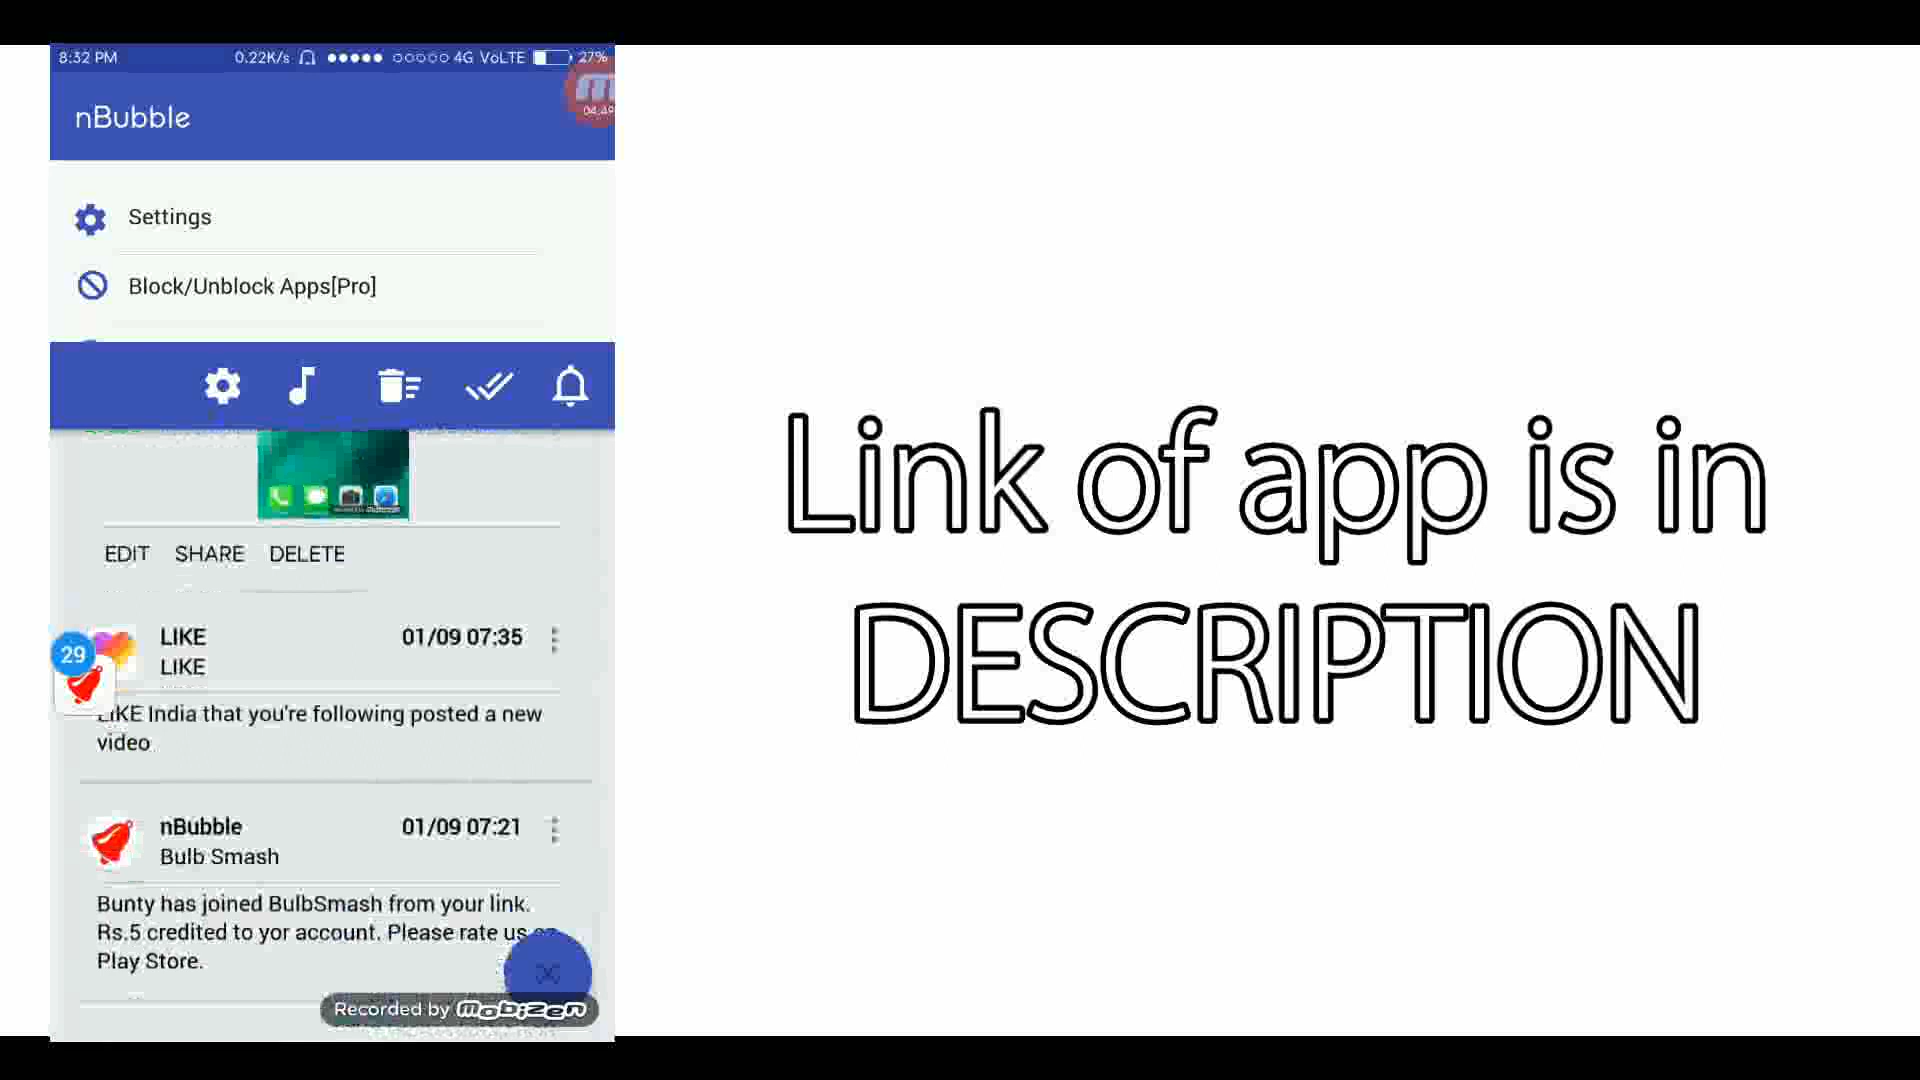 8:32 PM 0.22K/s 4G VoLTE 27%
04:49
nBubble
Settings
Block/Unblock Apps[Pro]
EDIT SHARE DELETE
LIKE 01/09 07:35
LIKE
29
LIKE India that you're following posted a new
video
nBubble 01/09 07:21
Bulb Smash
Bunty has joined BulbSmash from your link.
Rs.5 credited to yor account. Please rate us
Play Store.
Recorded by mobizen
Link of app is in
DESCRIPTION